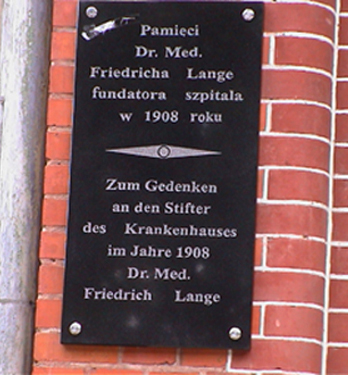 Pamięci
Dr. Med.
Friedricha Lange
fundatora szpitala
w 1908 roku
Zum Gedenken
an den Stifter
des Krankenhauses
im Jahre 1908
Dr. Med.
Friedrich Lange